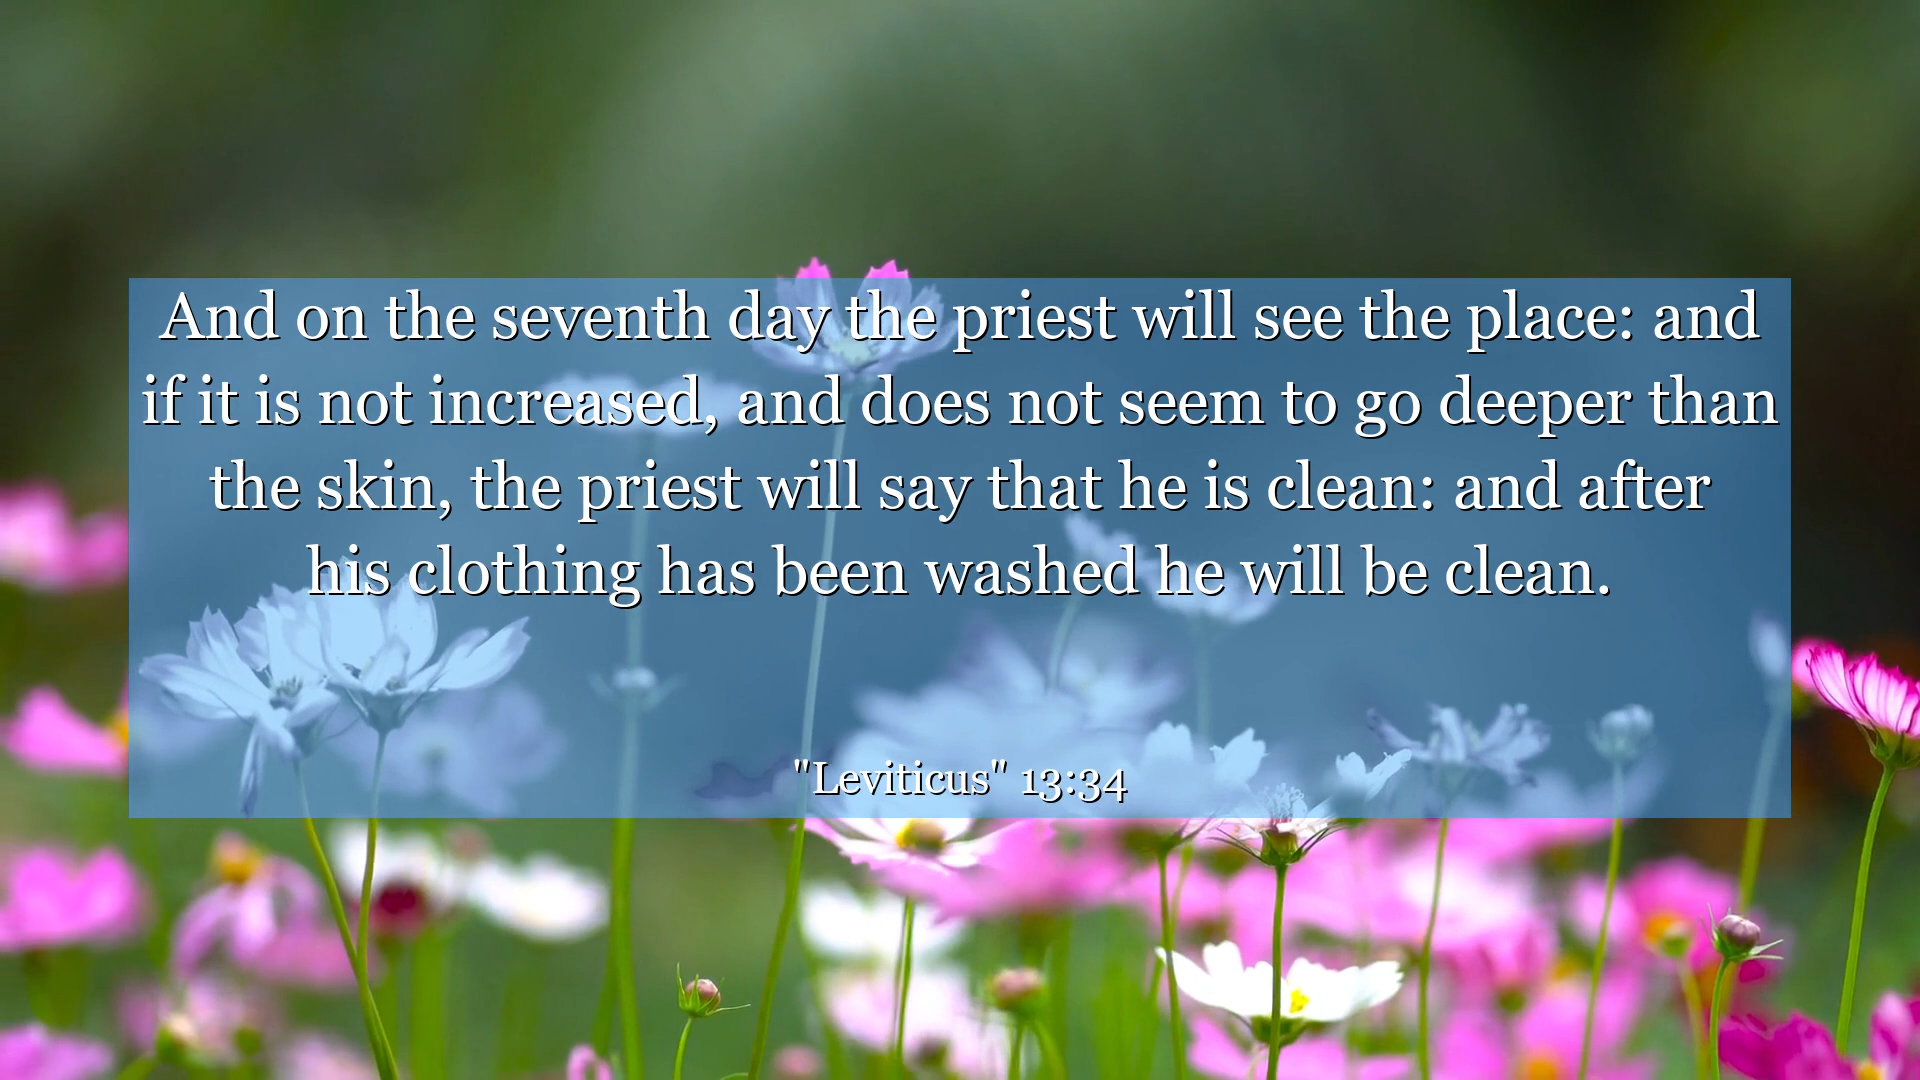 And on the seventh day the priest will see the place: and
if it is not increased, and does not seem to go deeper than
the skin, the priest will say that he is clean: and after
his clothing has been washed he will be clean.
"Leviticus" 13:34